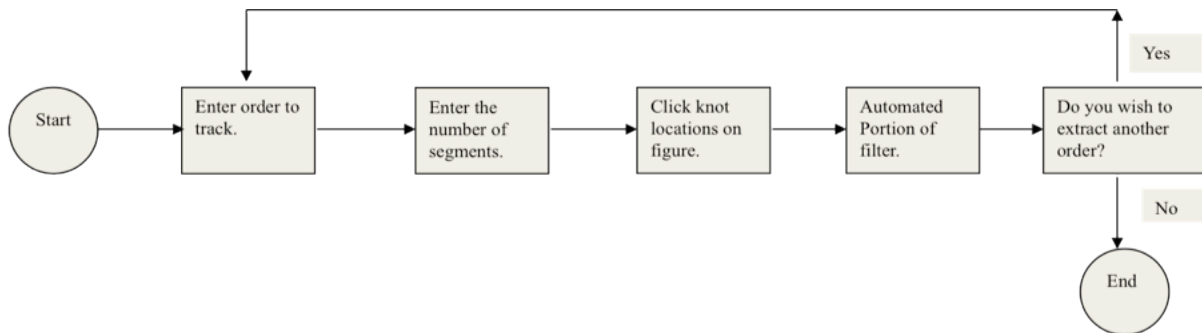 Yes
Start
Enter order to
track.
Enter the
number of
segments.
Click knot
locations on
figure.
Automated
Portion of
filter.
Do you wish to
extract another
order?
No
End